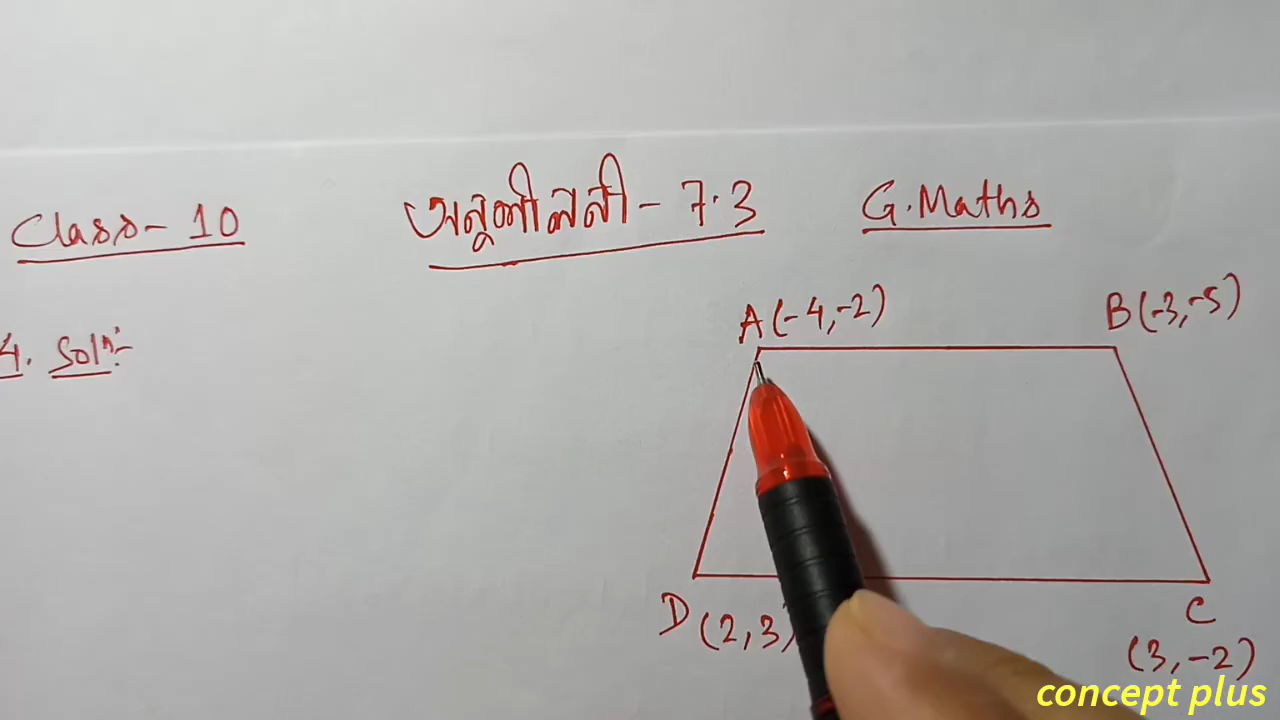 Class- 10
অনুশীলনী- 7.3
G.Maths
4. Soln:-
A(-4,-2)
B(-3,-5)
D(2,3)
C
(3,-2)
concept plus